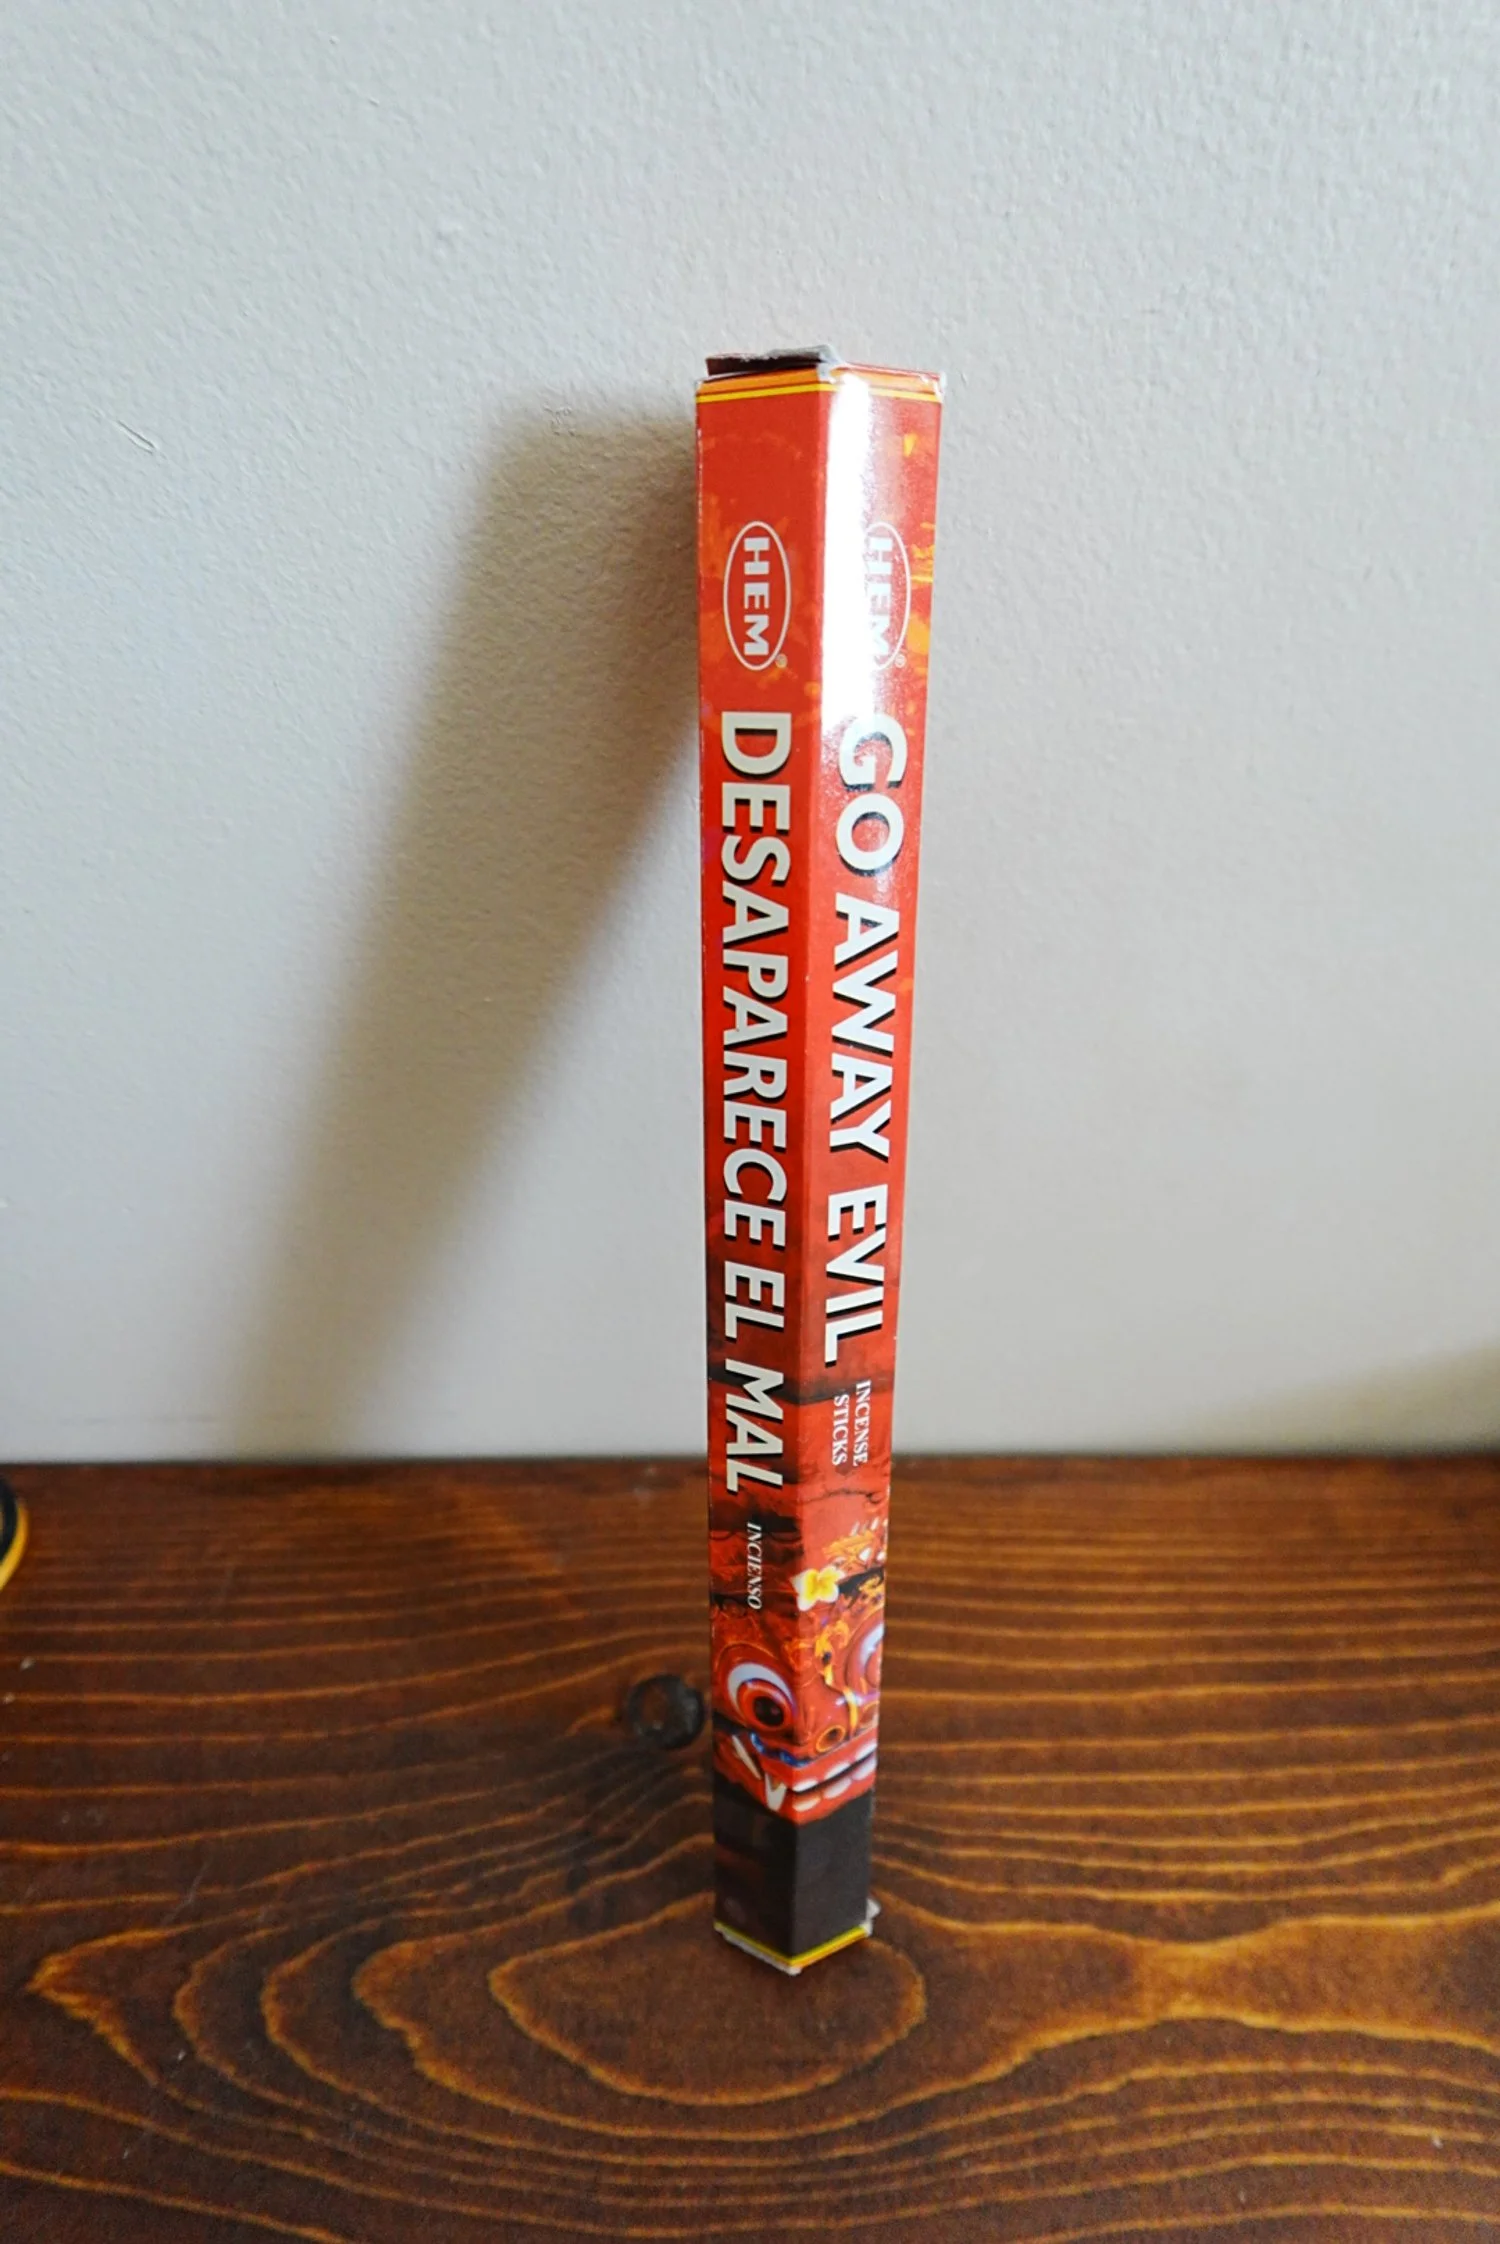 HEM®
DESAPARECE EL MAL
INCIENSO
HEM®
GO AWAY EVIL
INCENSE
STICKS